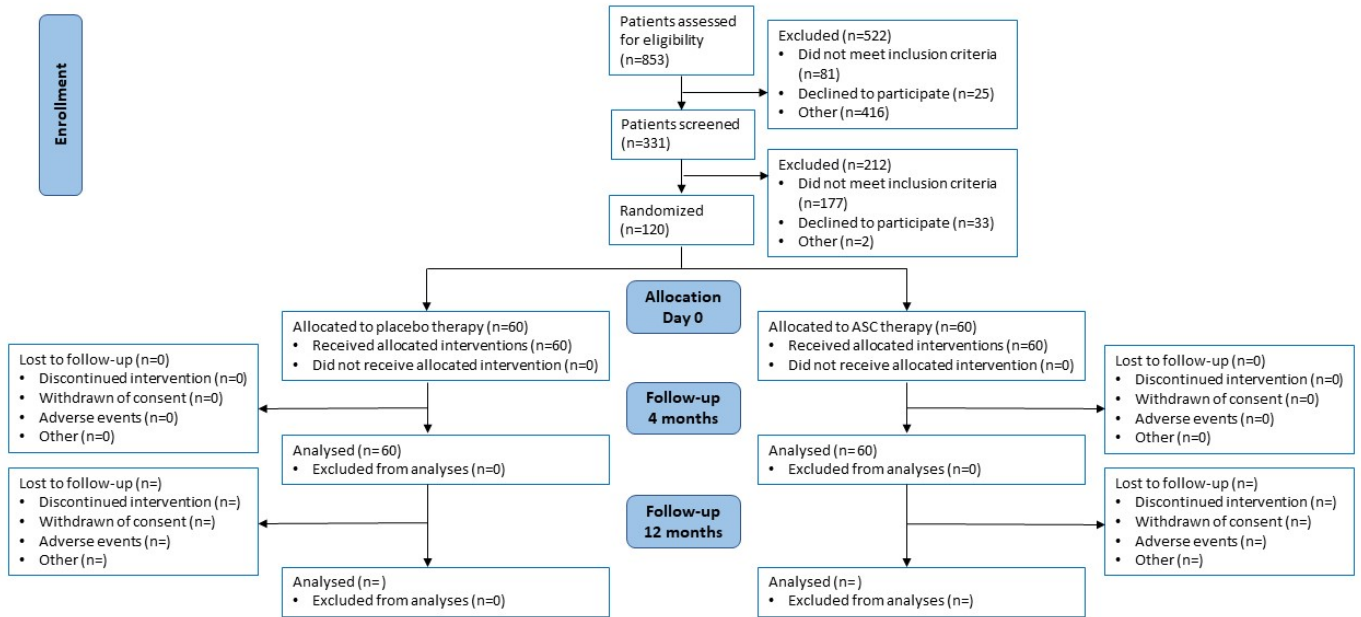 Enrollment
Patients assessed
for eligibility
(n=853)
Excluded (n=522)
• Did not meet inclusion criteria
(n=81)
• Declined to participate (n=25)
• Other (n=416)
Patients screened
(n=331)
Excluded (n=212)
• Did not meet inclusion criteria
(n=177)
• Declined to participate (n=33)
• Other (n=2)
Randomized
(n=120)
Allocation
Day 0
Allocated to placebo therapy (n=60)
• Received allocated interventions (n=60)
• Did not receive allocated intervention (n=0)
Allocated to ASC therapy (n=60)
• Received allocated interventions (n=60)
• Did not receive allocated intervention (n=0)
Lost to follow-up (n=0)
• Discontinued intervention (n=0)
• Withdrawn of consent (n=0)
• Adverse events (n=0)
• Other (n=0)
Follow-up
4 months
Lost to follow-up (n=0)
• Discontinued intervention (n=0)
• Withdrawn of consent (n=0)
• Adverse events (n=0)
• Other (n=0)
Analysed (n=60)
• Excluded from analyses (n=0)
Analysed (n=60)
• Excluded from analyses (n=0)
Lost to follow-up (n=)
• Discontinued intervention (n=)
• Withdrawn of consent (n=)
• Adverse events (n=)
• Other (n=)
Follow-up
12 months
Lost to follow-up (n=)
• Discontinued intervention (n=)
• Withdrawn of consent (n=)
• Adverse events (n=)
• Other (n=)
Analysed (n= )
• Excluded from analyses (n=0)
Analysed (n= )
• Excluded from analyses (n=)